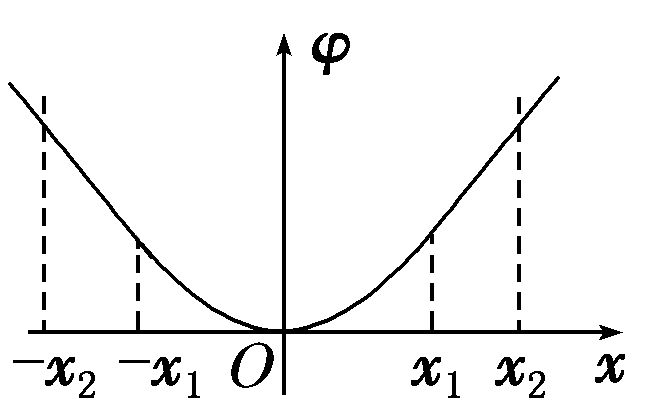 φ
−x₂ −x₁ O x₁ x₂ x